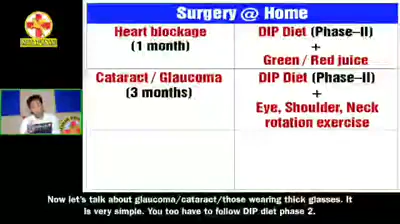 Surgery @ Home
Heart blockage
(1 month)
DIP Diet (Phase–II)
+
Green / Red juice
Cataract / Glaucoma
(3 months)
DIP Diet (Phase–II)
+
Eye, Shoulder, Neck
rotation exercise
Now let's talk about glaucoma/cataract/those wearing thick glasses. It
is very simple. You too have to follow DIP diet phase 2.